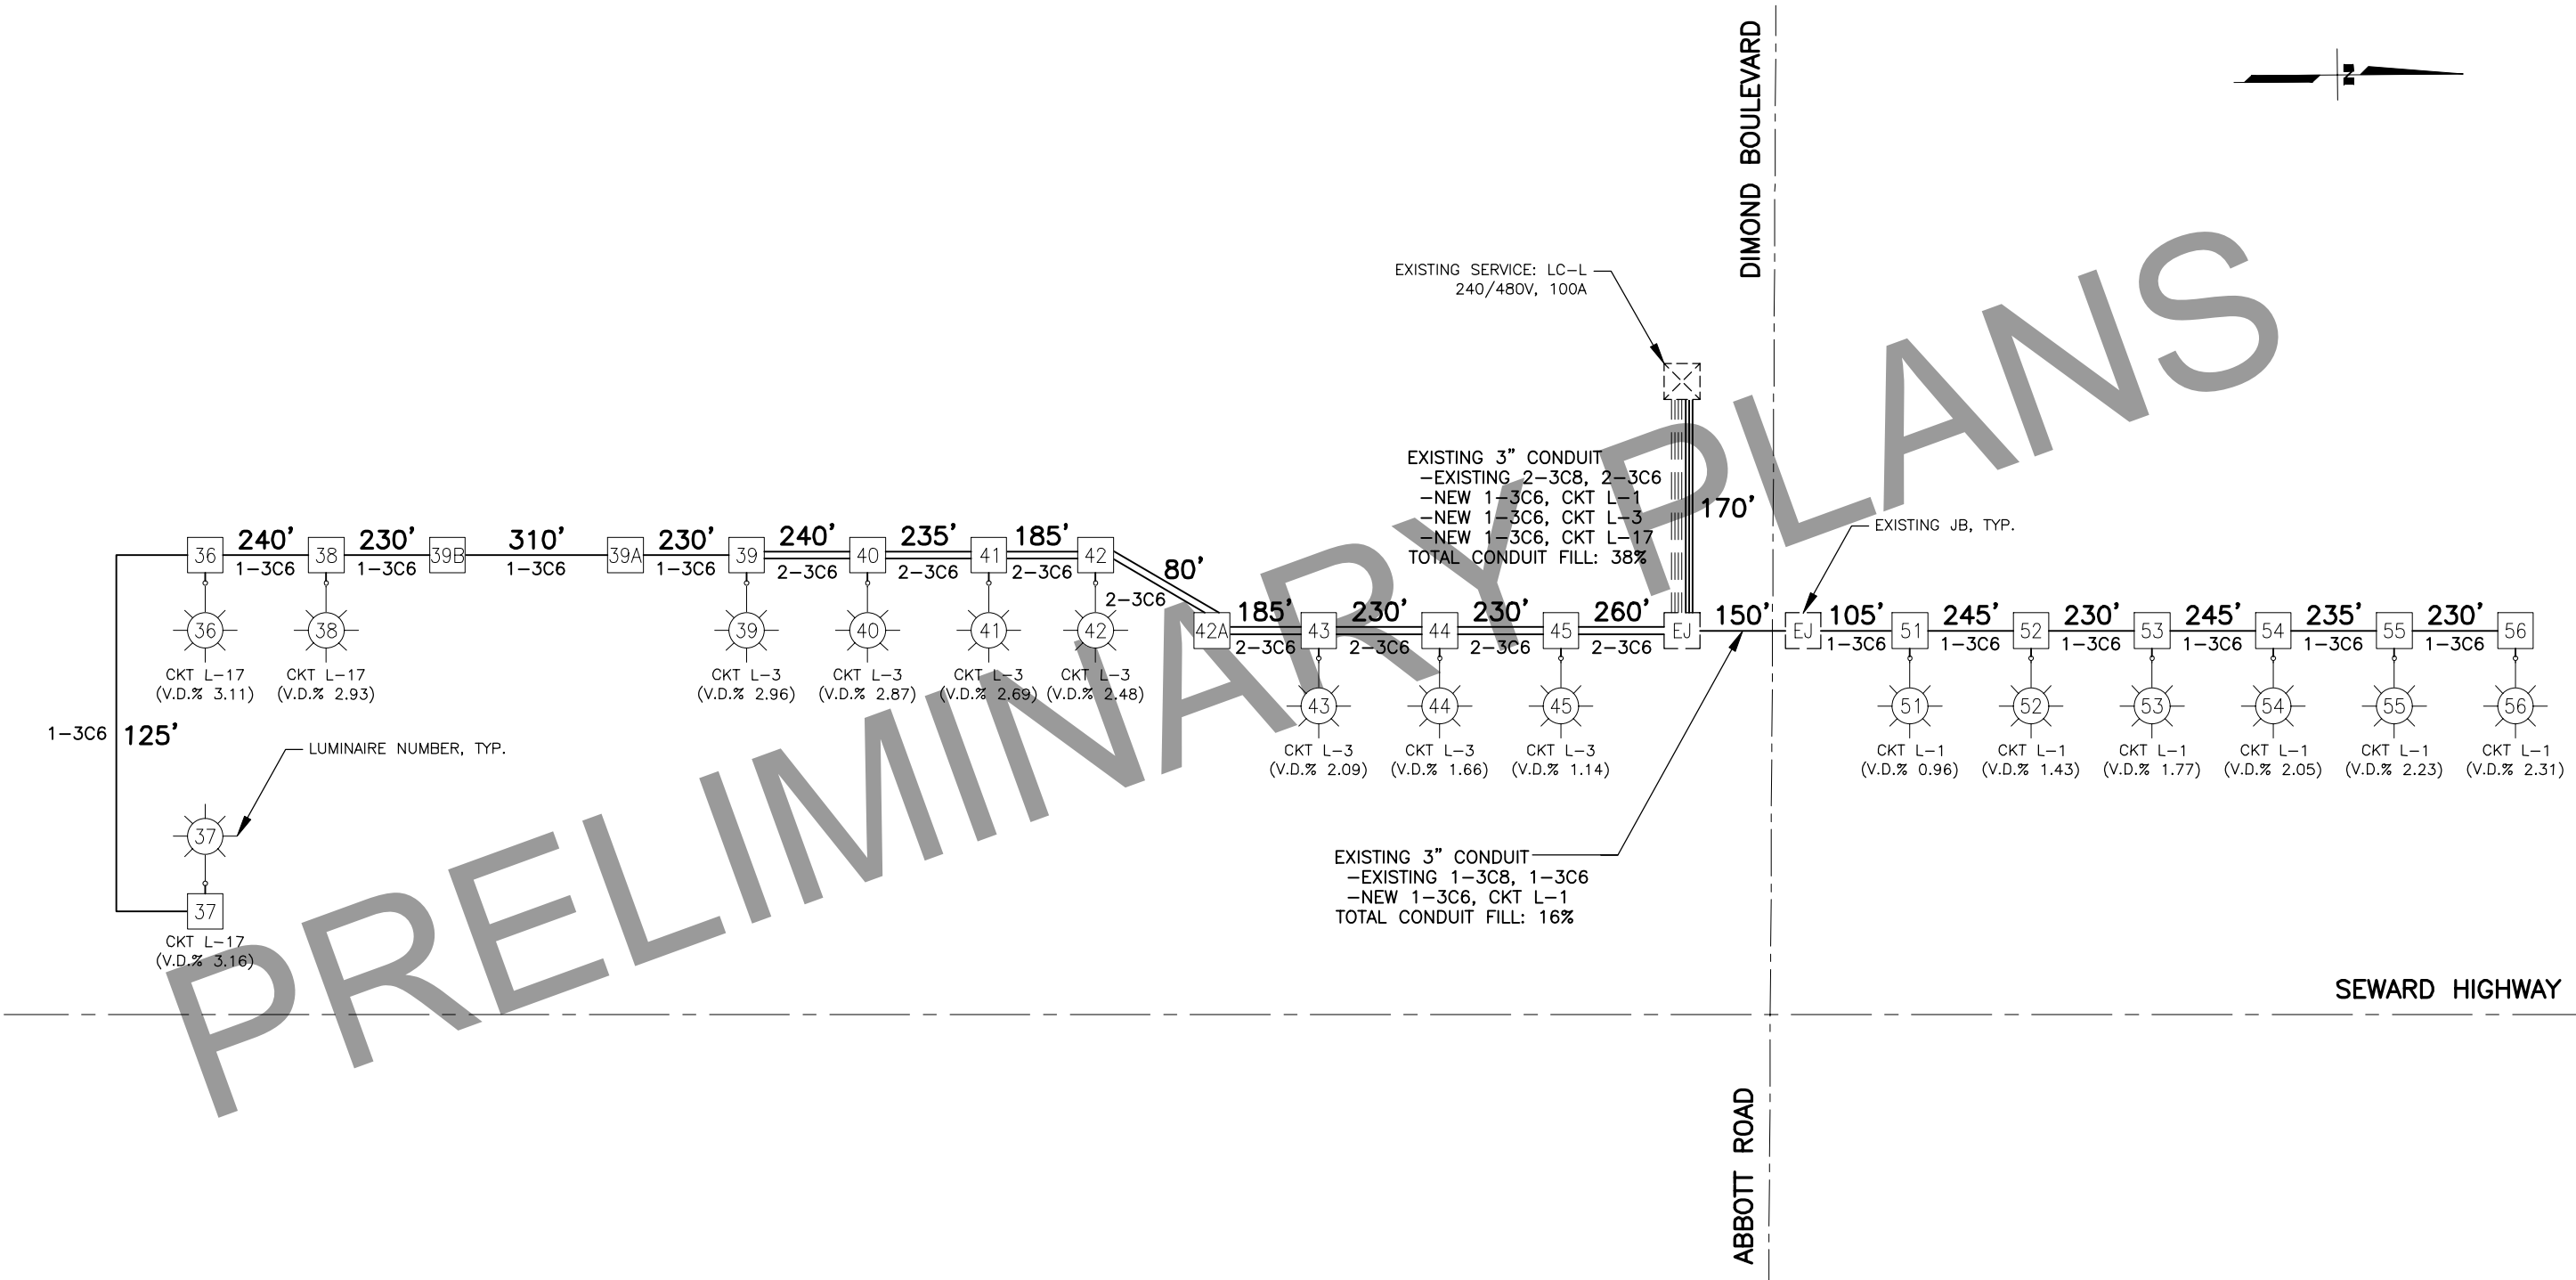 DIMOND BOULEVARD
N
EXISTING SERVICE: LC-L
240/480V, 100A
EXISTING 3" CONDUIT
-EXISTING 2-3C8, 2-3C6
-NEW 1-3C6, CKT L-1
-NEW 1-3C6, CKT L-3
-NEW 1-3C6, CKT L-17
TOTAL CONDUIT FILL: 38%
170'
EXISTING JB, TYP.
36 240' 38 230' 39B 310' 39A 230' 39 240' 40 235' 41 185' 42
1-3C6 1-3C6 1-3C6 1-3C6 2-3C6 2-3C6 2-3C6
80'
2-3C6
42A 185' 43 230' 44 230' 45 260' EJ 150' EJ 105' 51 245' 52 230' 53 245' 54 235' 55 230' 56
2-3C6 2-3C6 2-3C6 2-3C6 1-3C6 1-3C6 1-3C6 1-3C6 1-3C6 1-3C6
36 38 39 40 41 42
CKT L-17 CKT L-17 CKT L-3 CKT L-3 CKT L-3 CKT L-3
(V.D.% 3.11) (V.D.% 2.93) (V.D.% 2.96) (V.D.% 2.87) (V.D.% 2.69) (V.D.% 2.48)
43 44 45 51 52 53 54 55 56
CKT L-3 CKT L-3 CKT L-3 CKT L-1 CKT L-1 CKT L-1 CKT L-1 CKT L-1 CKT L-1
(V.D.% 2.09) (V.D.% 1.66) (V.D.% 1.14) (V.D.% 0.96) (V.D.% 1.43) (V.D.% 1.77) (V.D.% 2.05) (V.D.% 2.23) (V.D.% 2.31)
1-3C6 125'
LUMINAIRE NUMBER, TYP.
37
37
CKT L-17
(V.D.% 3.16)
EXISTING 3" CONDUIT
-EXISTING 1-3C8, 1-3C6
-NEW 1-3C6, CKT L-1
TOTAL CONDUIT FILL: 16%
SEWARD HIGHWAY
ABBOTT ROAD
PRELIMINARY PLANS